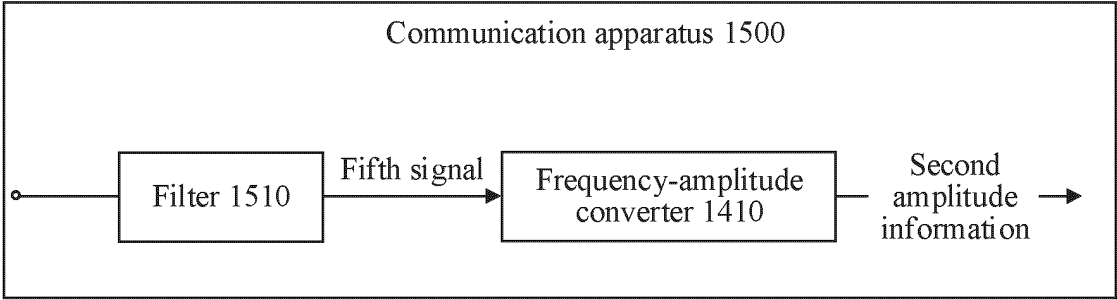 Communication apparatus 1500
Filter 1510
Fifth signal
Frequency-amplitude
converter 1410
Second
amplitude
information